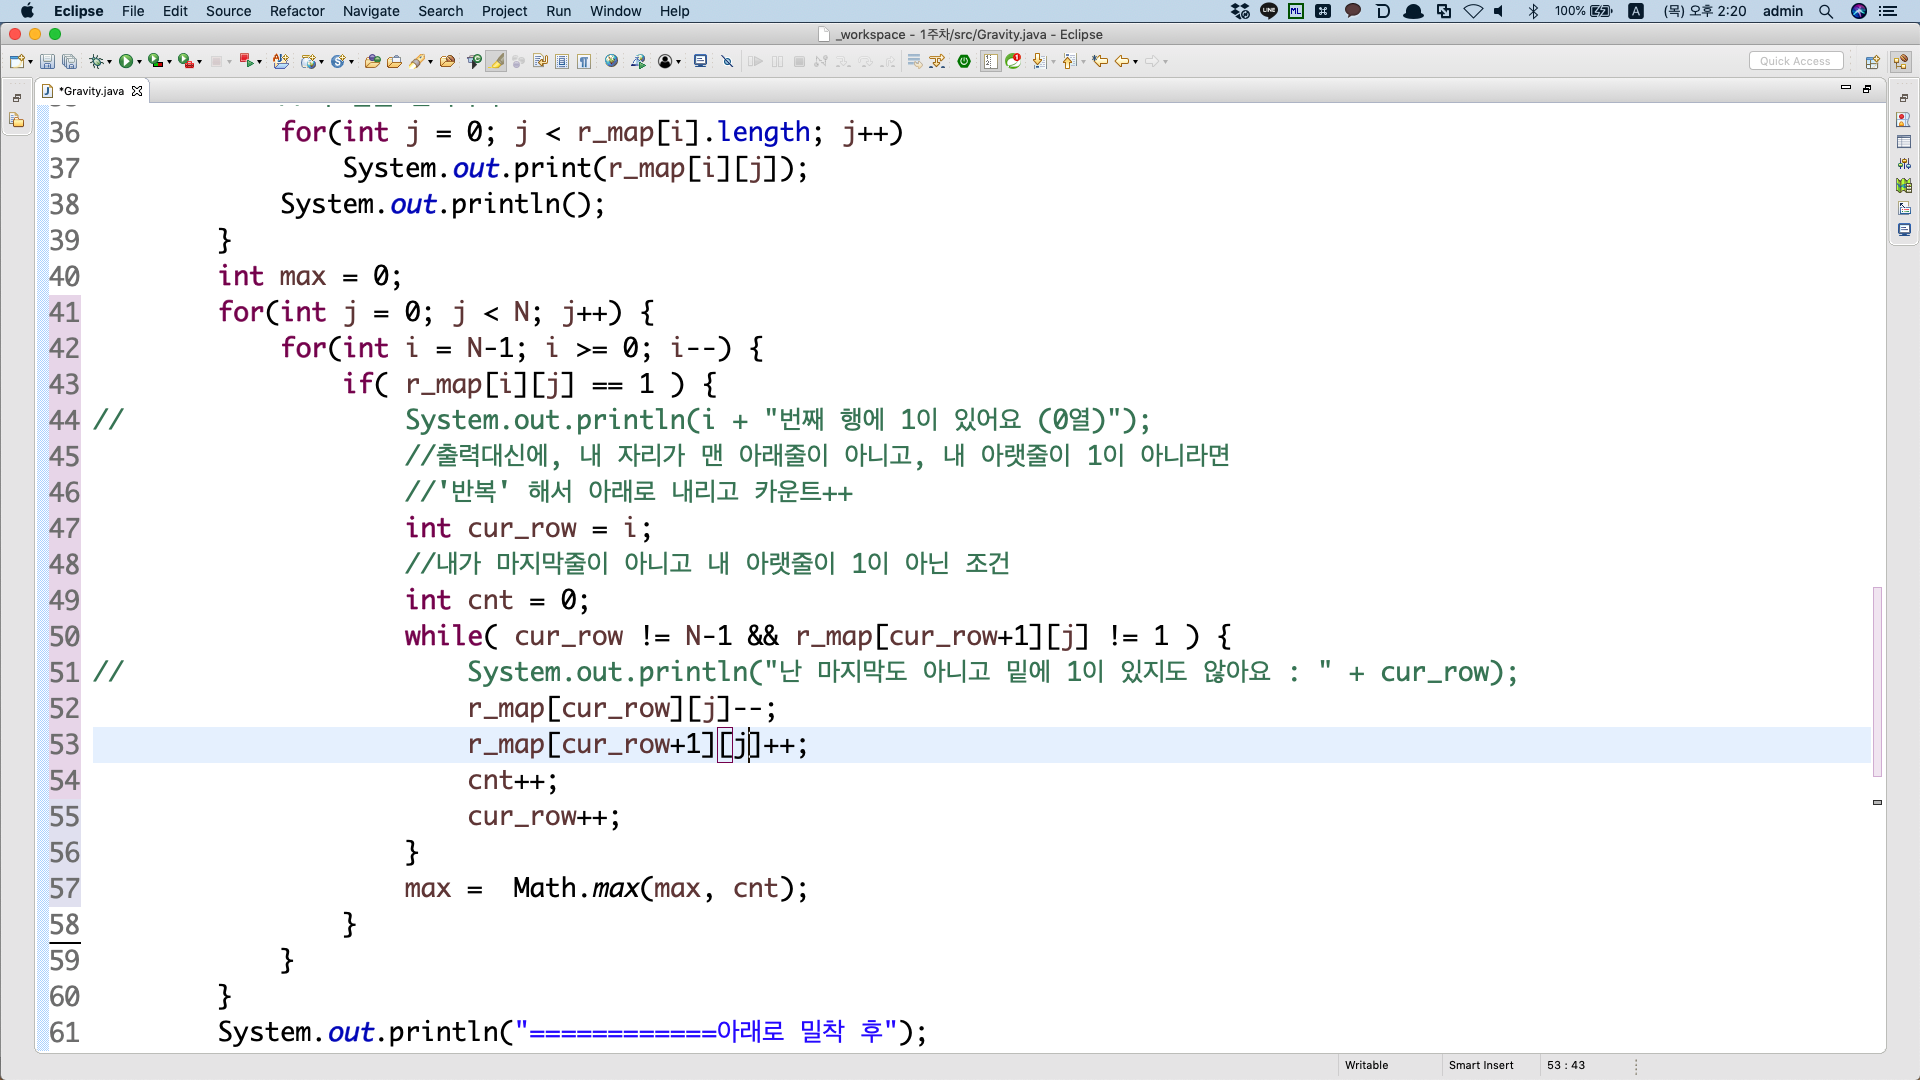 Eclipse File Edit Source Refactor Navigate Search Project Run Window Help 100% A (목) 오후 2:20 admin
_workspace - 1주차/src/Gravity.java - Eclipse
Quick Access
*Gravity.java
36 for(int j = 0; j < r_map[i].length; j++)
37 System.out.print(r_map[i][j]);
38 System.out.println();
39 }
40 int max = 0;
41 for(int j = 0; j < N; j++) {
42 for(int i = N-1; i >= 0; i--) {
43 if( r_map[i][j] == 1 ) {
44 // System.out.println(i + "번째 행에 1이 있어요 (0열)");
45 //출력대신에, 내 자리가 맨 아래줄이 아니고, 내 아랫줄이 1이 아니라면
46 //'반복' 해서 아래로 내리고 카운트++
47 int cur_row = i;
48 //내가 마지막줄이 아니고 내 아랫줄이 1이 아닌 조건
49 int cnt = 0;
50 while( cur_row != N-1 && r_map[cur_row+1][j] != 1 ) {
51 // System.out.println("난 마지막도 아니고 밑에 1이 있지도 않아요 : " + cur_row);
52 r_map[cur_row][j]--;
53 r_map[cur_row+1][j]++;
54 cnt++;
55 cur_row++;
56 }
57 max =  Math.max(max, cnt);
58 }
59 }
60 }
61 System.out.println("============아래로 밀착 후");
Writable Smart Insert 53 : 43